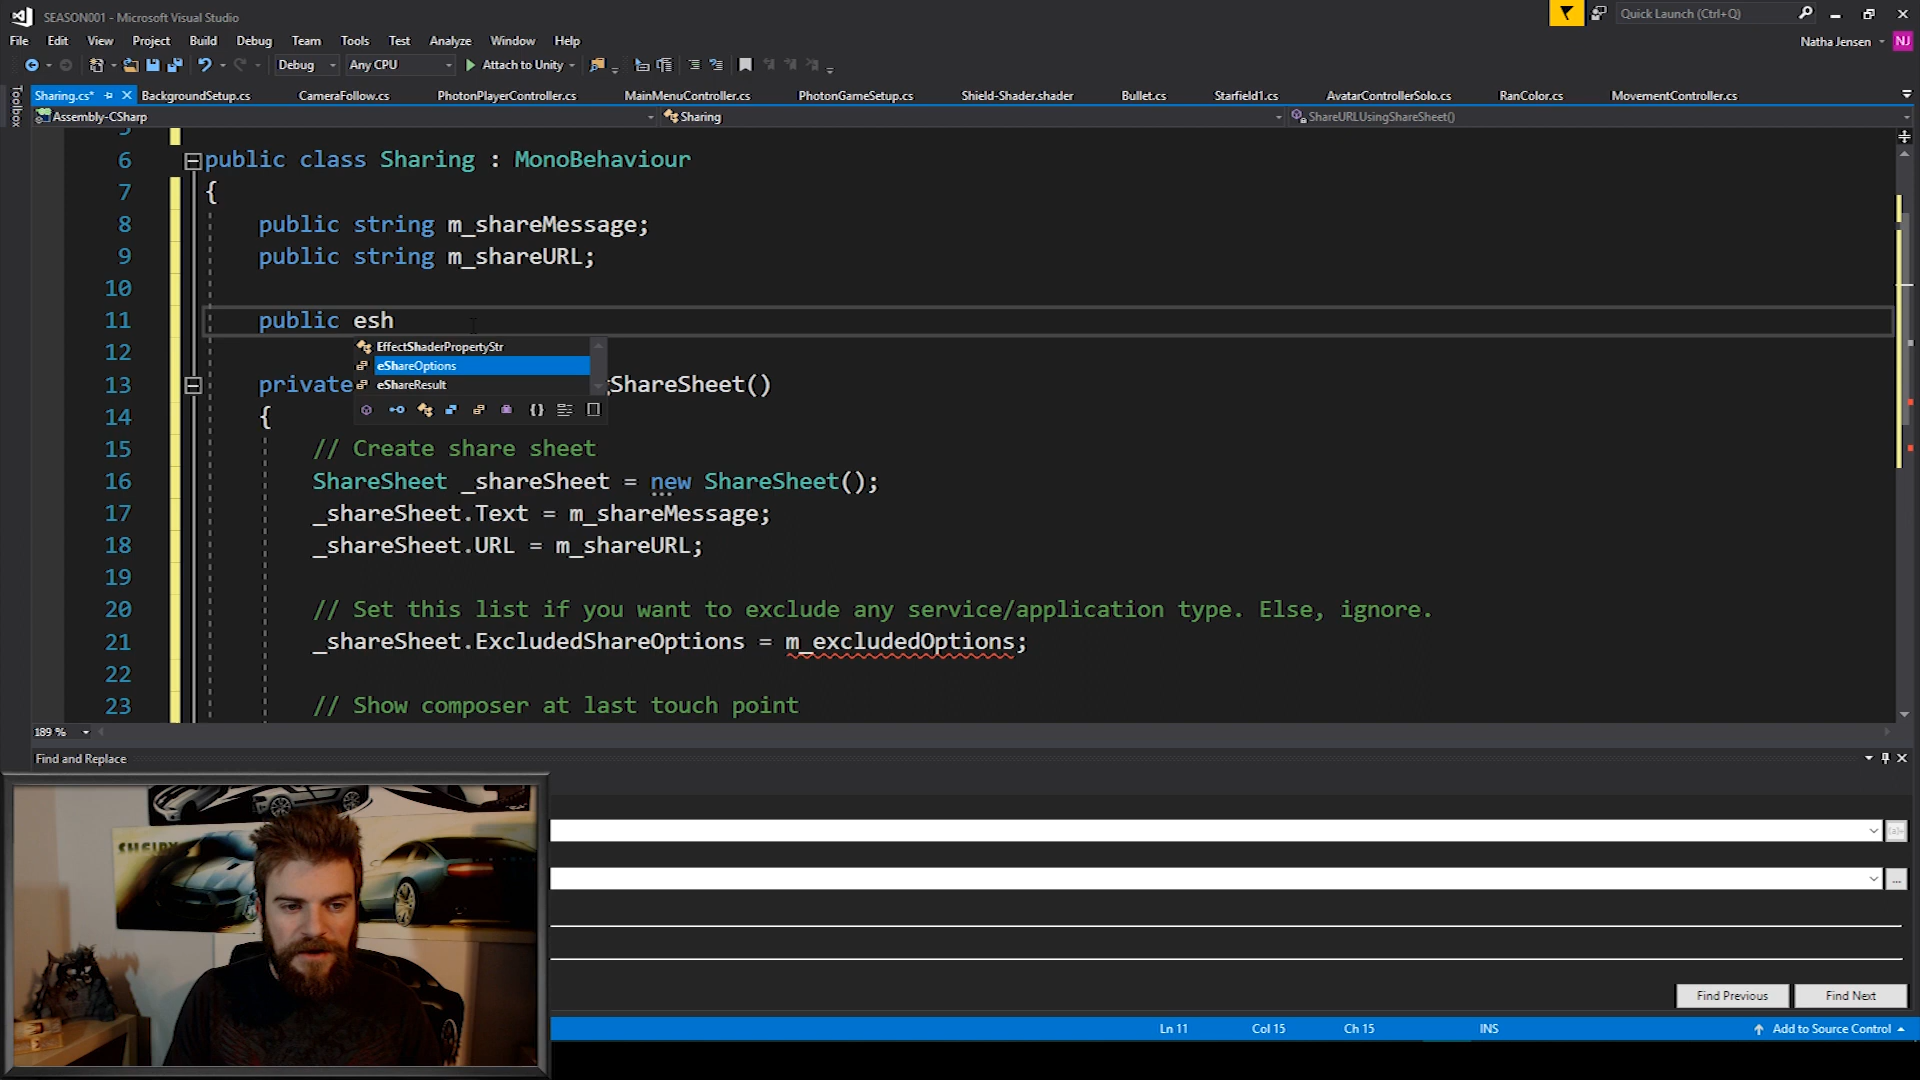 SEASON001 - Microsoft Visual Studio
Quick Launch (Ctrl+Q)
File Edit View Project Build Debug Team Tools Test Analyze Window Help
Natha Jensen NJ
Debug Any CPU Attach to Unity
Toolbox
Sharing.cs* BackgroundSetup.cs CameraFollow.cs PhotonPlayerController.cs MainMenuController.cs PhotonGameSetup.cs Shield-Shader.shader Bullet.cs Starfield1.cs AvatarControllerSolo.cs RanColor.cs MovementController.cs
Assembly-CSharp Sharing ShareURLUsingShareSheet()
5
6 public class Sharing : MonoBehaviour
7 {
8 public string m_shareMessage;
9 public string m_shareURL;
10
11 public esh
EffectShaderPropertyStr
12
eShareOptions
eShareResult
13 private gShareSheet()
14 {
15 // Create share sheet
16 ShareSheet _shareSheet = new ShareSheet();
17 _shareSheet.Text = m_shareMessage;
18 _shareSheet.URL = m_shareURL;
19
20 // Set this list if you want to exclude any service/application type. Else, ignore.
21 _shareSheet.ExcludedShareOptions = m_excludedOptions;
22
23 // Show composer at last touch point
189 %
Find and Replace
SHELBY
Find Previous Find Next
Ln 11 Col 15 Ch 15 INS Add to Source Control